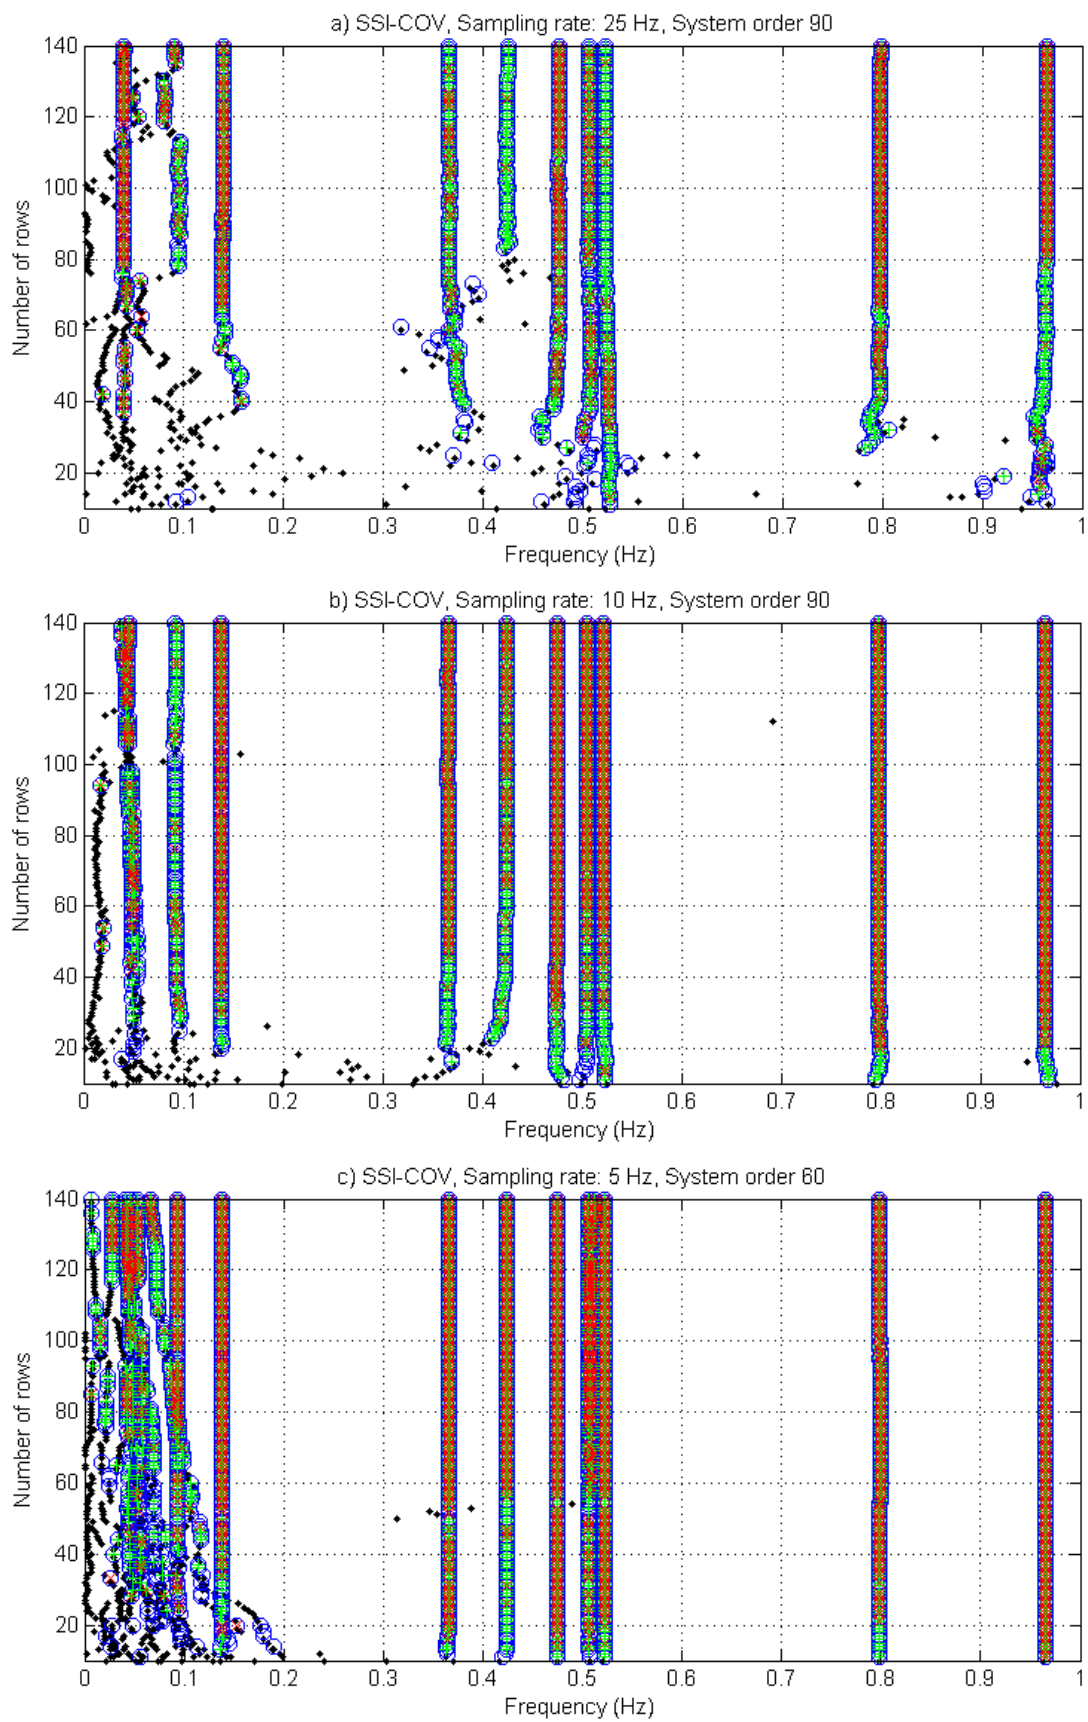 a) SSI-COV, Sampling rate: 25 Hz, System order 90
140
120
100
80
60
40
20
Number of rows
0 0.1 0.2 0.3 0.4 0.5 0.6 0.7 0.8 0.9 1
Frequency (Hz)
b) SSI-COV, Sampling rate: 10 Hz, System order 90
140
120
100
80
60
40
20
Number of rows
0 0.1 0.2 0.3 0.4 0.5 0.6 0.7 0.8 0.9 1
Frequency (Hz)
c) SSI-COV, Sampling rate: 5 Hz, System order 60
140
120
100
80
60
40
20
Number of rows
0 0.1 0.2 0.3 0.4 0.5 0.6 0.7 0.8 0.9 1
Frequency (Hz)